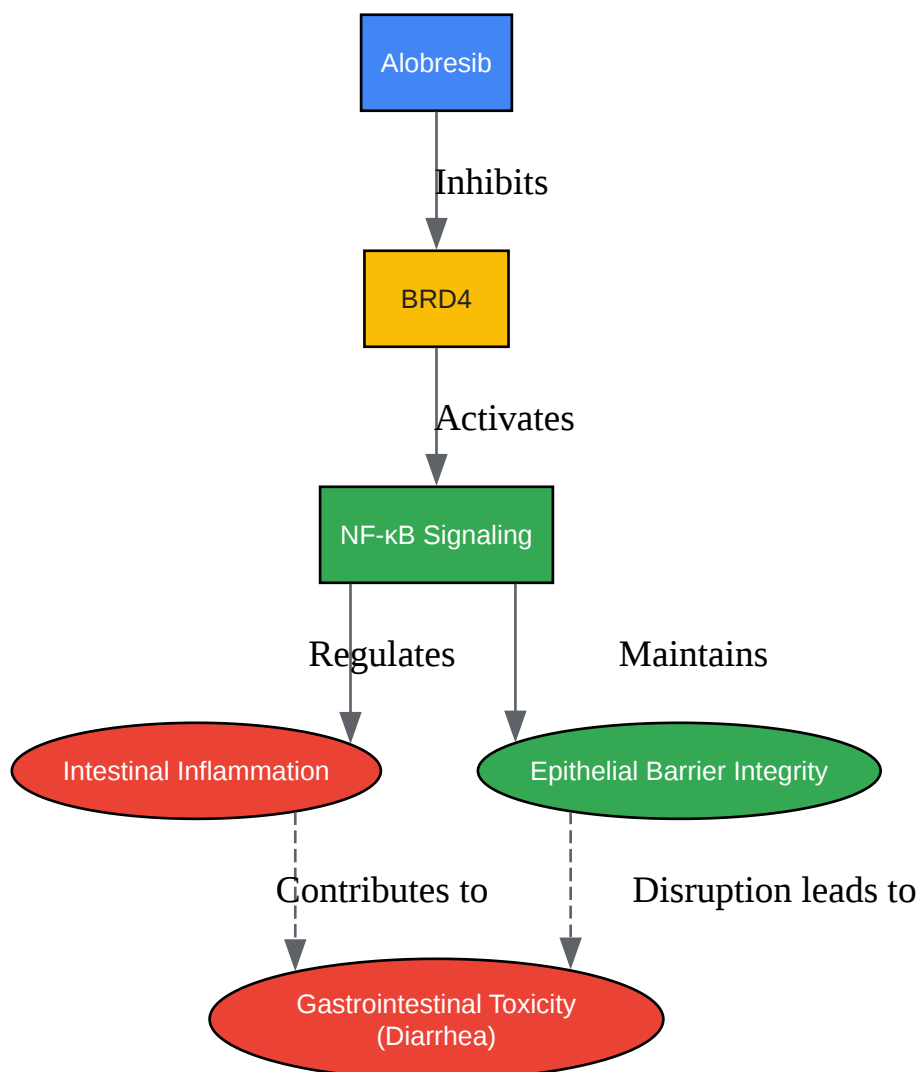 Alobresib
Inhibits
BRD4
Activates
NF-κB Signaling
Regulates
Maintains
Intestinal Inflammation
Epithelial Barrier Integrity
Contributes to
Disruption leads to
Gastrointestinal Toxicity
(Diarrhea)